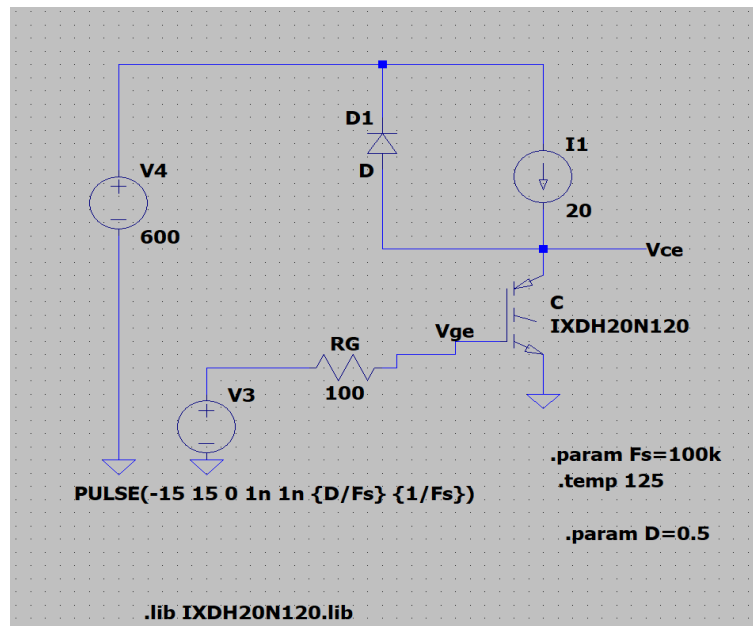 D1
D
I1
20
V4
600
Vce
C
IXDH20N120
Vge
RG
100
V3
PULSE(-15 15 0 1n 1n {D/Fs} {1/Fs})
.param Fs=100k
.temp 125
.param D=0.5
.lib IXDH20N120.lib